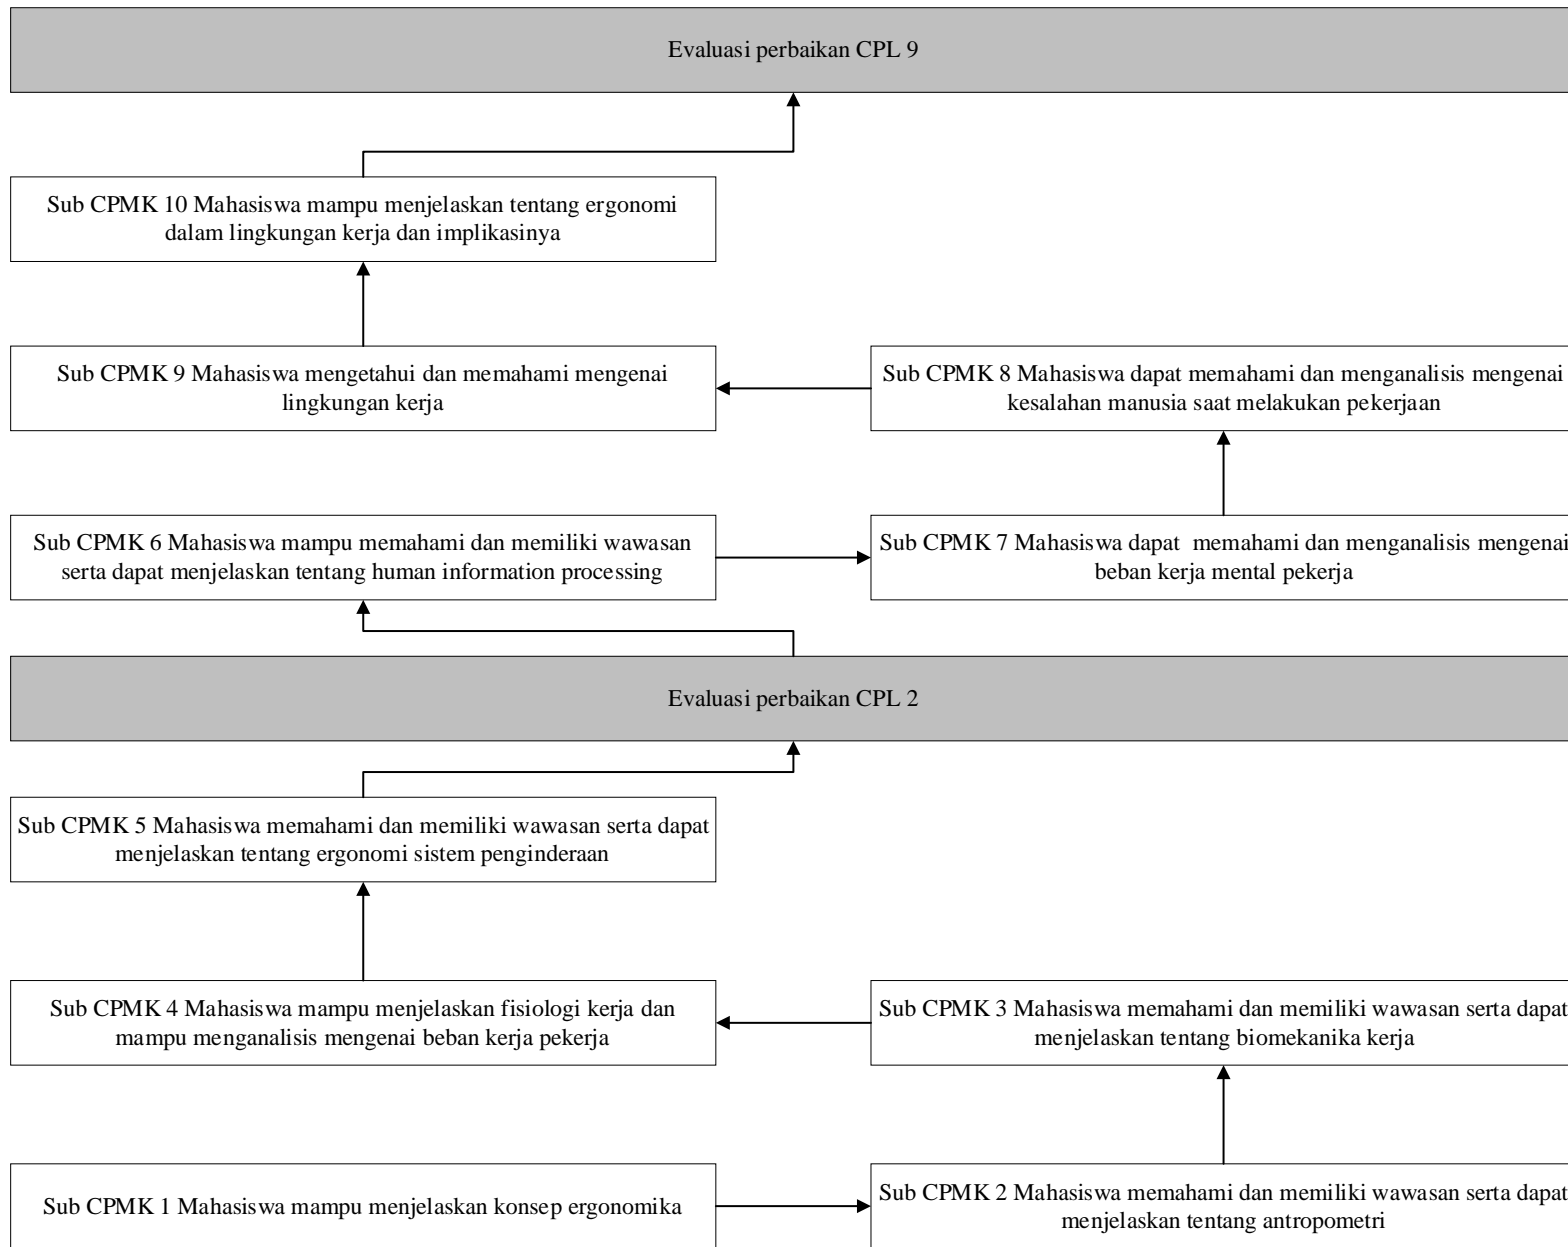 Evaluasi perbaikan CPL 9
Sub CPMK 10 Mahasiswa mampu menjelaskan tentang ergonomi
dalam lingkungan kerja dan implikasinya
Sub CPMK 9 Mahasiswa mengetahui dan memahami mengenai
lingkungan kerja
Sub CPMK 8 Mahasiswa dapat memahami dan menganalisis mengenai
kesalahan manusia saat melakukan pekerjaan
Sub CPMK 6 Mahasiswa mampu memahami dan memiliki wawasan
serta dapat menjelaskan tentang human information processing
Sub CPMK 7 Mahasiswa dapat  memahami dan menganalisis mengenai
beban kerja mental pekerja
Evaluasi perbaikan CPL 2
Sub CPMK 5 Mahasiswa memahami dan memiliki wawasan serta dapat
menjelaskan tentang ergonomi sistem penginderaan
Sub CPMK 4 Mahasiswa mampu menjelaskan fisiologi kerja dan
mampu menganalisis mengenai beban kerja pekerja
Sub CPMK 3 Mahasiswa memahami dan memiliki wawasan serta dapat
menjelaskan tentang biomekanika kerja
Sub CPMK 1 Mahasiswa mampu menjelaskan konsep ergonomika
Sub CPMK 2 Mahasiswa memahami dan memiliki wawasan serta dapat
menjelaskan tentang antropometri